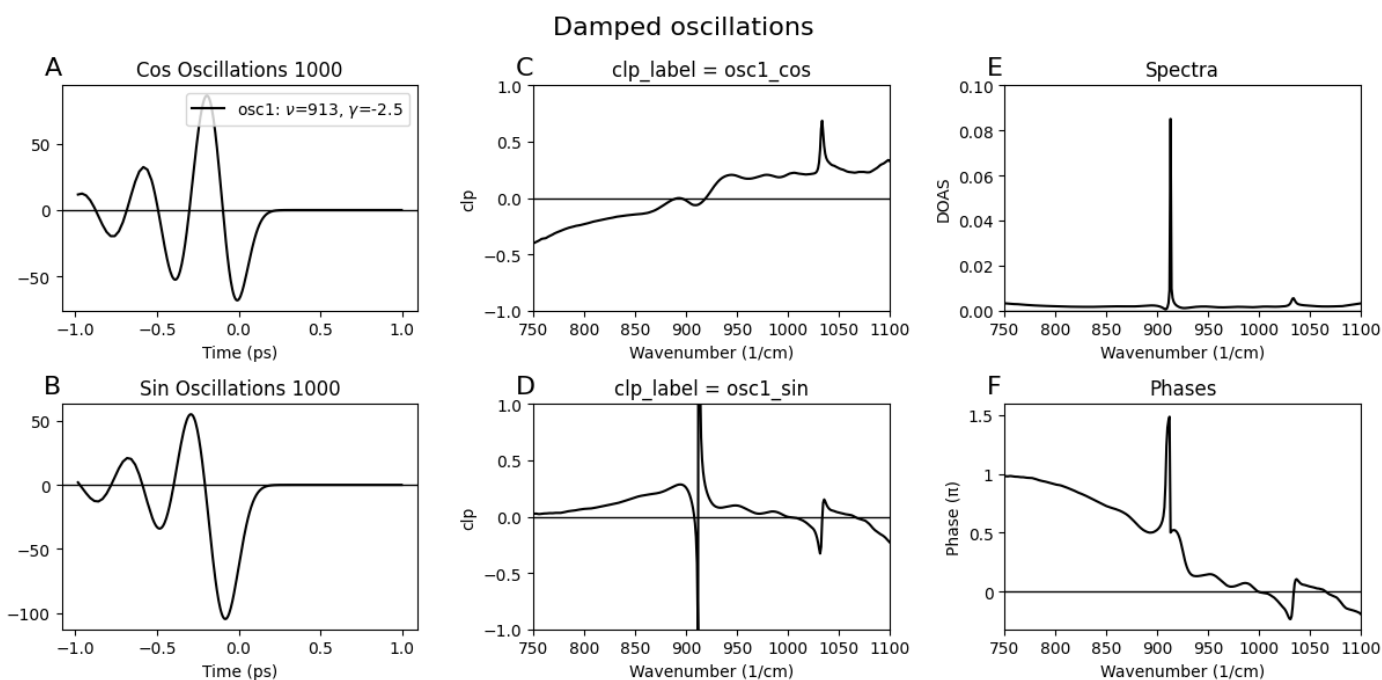 Damped oscillations
A
Cos Oscillations 1000
osc1: ν=913, γ=-2.5
50
0
−50
−1.0 −0.5 0.0 0.5 1.0
Time (ps)
C
clp_label = osc1_cos
clp
1.0
0.5
0.0
−0.5
−1.0
750 800 850 900 950 1000 1050 1100
Wavenumber (1/cm)
E
Spectra
DOAS
0.10
0.08
0.06
0.04
0.02
0.00
750 800 850 900 950 1000 1050 1100
Wavenumber (1/cm)
B
Sin Oscillations 1000
50
0
−50
−100
−1.0 −0.5 0.0 0.5 1.0
Time (ps)
D
clp_label = osc1_sin
clp
1.0
0.5
0.0
−0.5
−1.0
750 800 850 900 950 1000 1050 1100
Wavenumber (1/cm)
F
Phases
Phase (π)
1.5
1
0.5
0
750 800 850 900 950 1000 1050 1100
Wavenumber (1/cm)